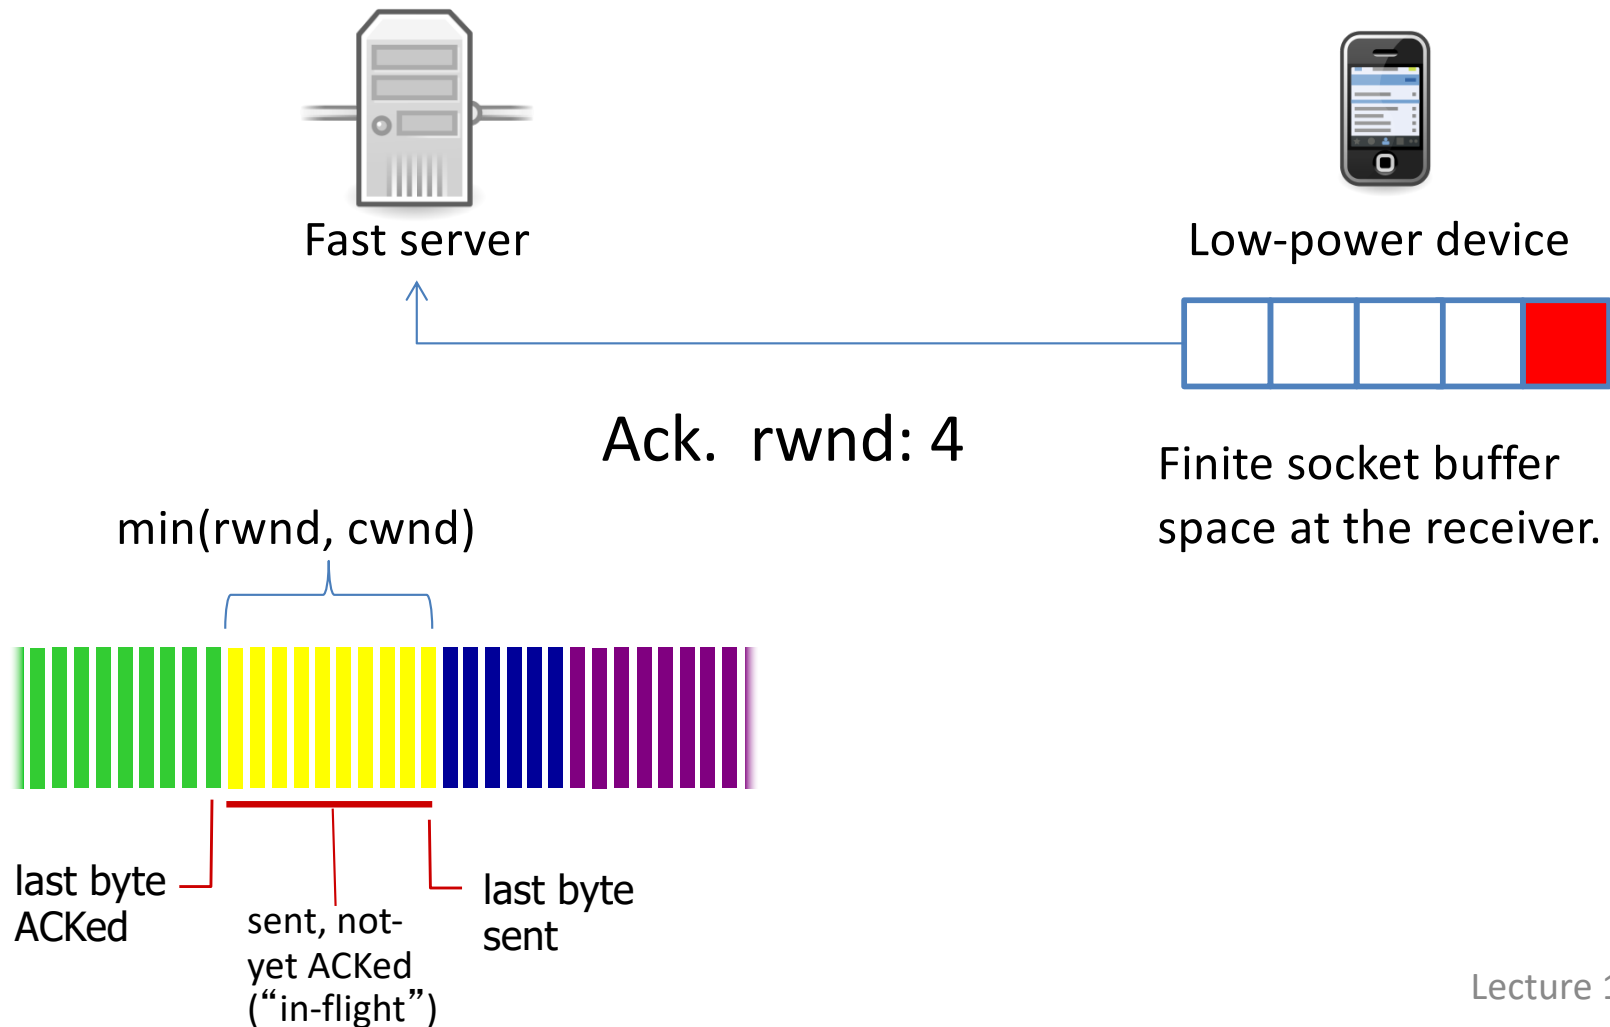 Fast server
Low-power device
Ack.  rwnd: 4
Finite socket buffer
space at the receiver.
min(rwnd, cwnd)
last byte
ACKed
sent, not-
yet ACKed
(“in-flight”)
last byte
sent
Lecture